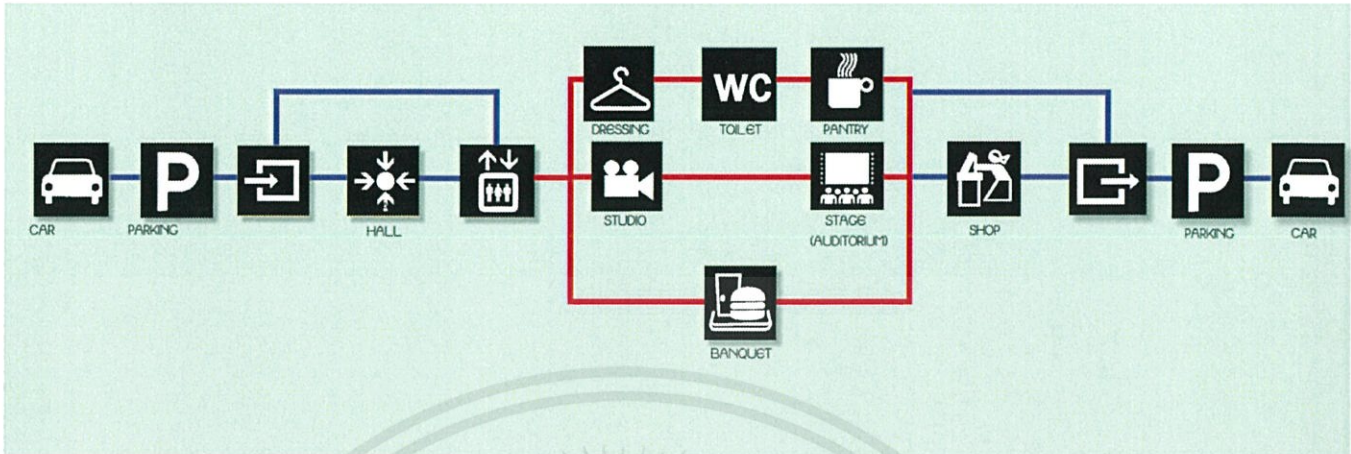 DRESSING
WC
TOILET
PANTRY
CAR
P
PARKING
HALL
STUDIO
STAGE
(AUDITORIUM)
SHOP
P
PARKING
CAR
BANQUET